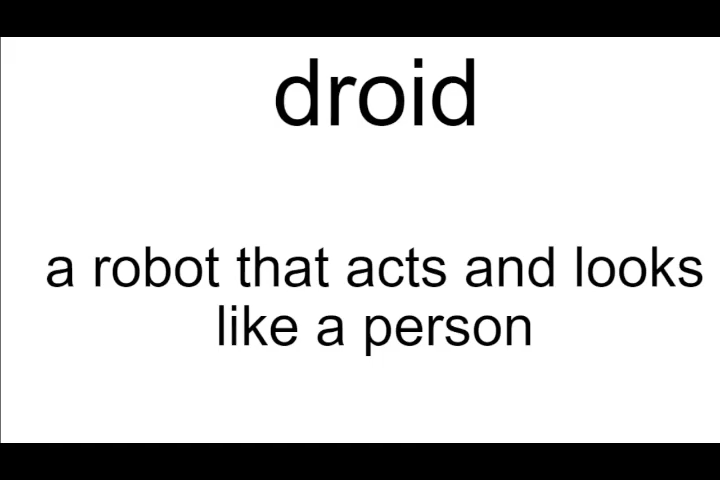 droid
a robot that acts and looks
like a person